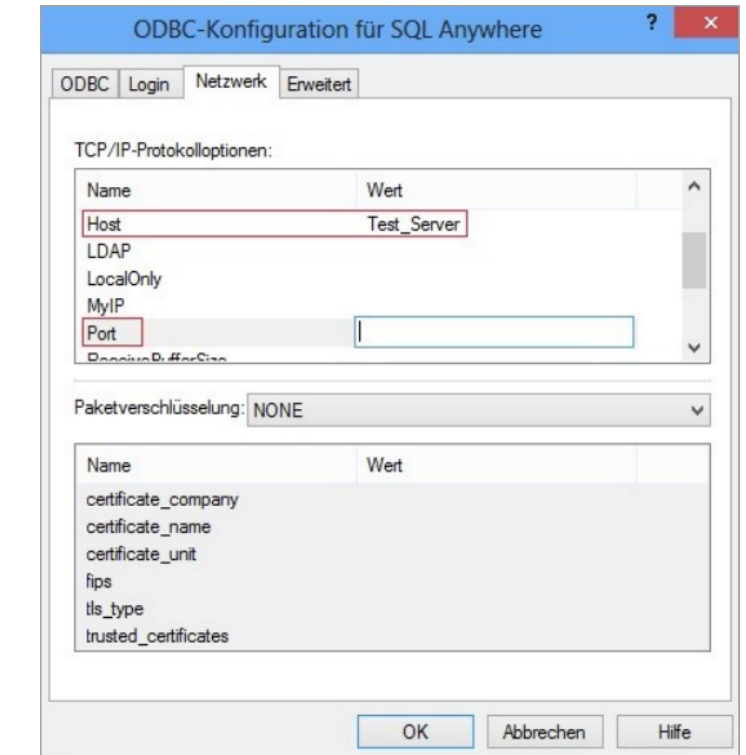 ODBC-Konfiguration für SQL Anywhere ? ×
ODBC Login Netzwerk Erweitert
TCP/IP-Protokolloptionen:
Name Wert
Host Test_Server
LDAP
LocalOnly
MyIP
Port
ReceiveBufferSize
Paketverschlüsselung: NONE
Name Wert
certificate_company
certificate_name
certificate_unit
fips
tls_type
trusted_certificates
OK Abbrechen Hilfe